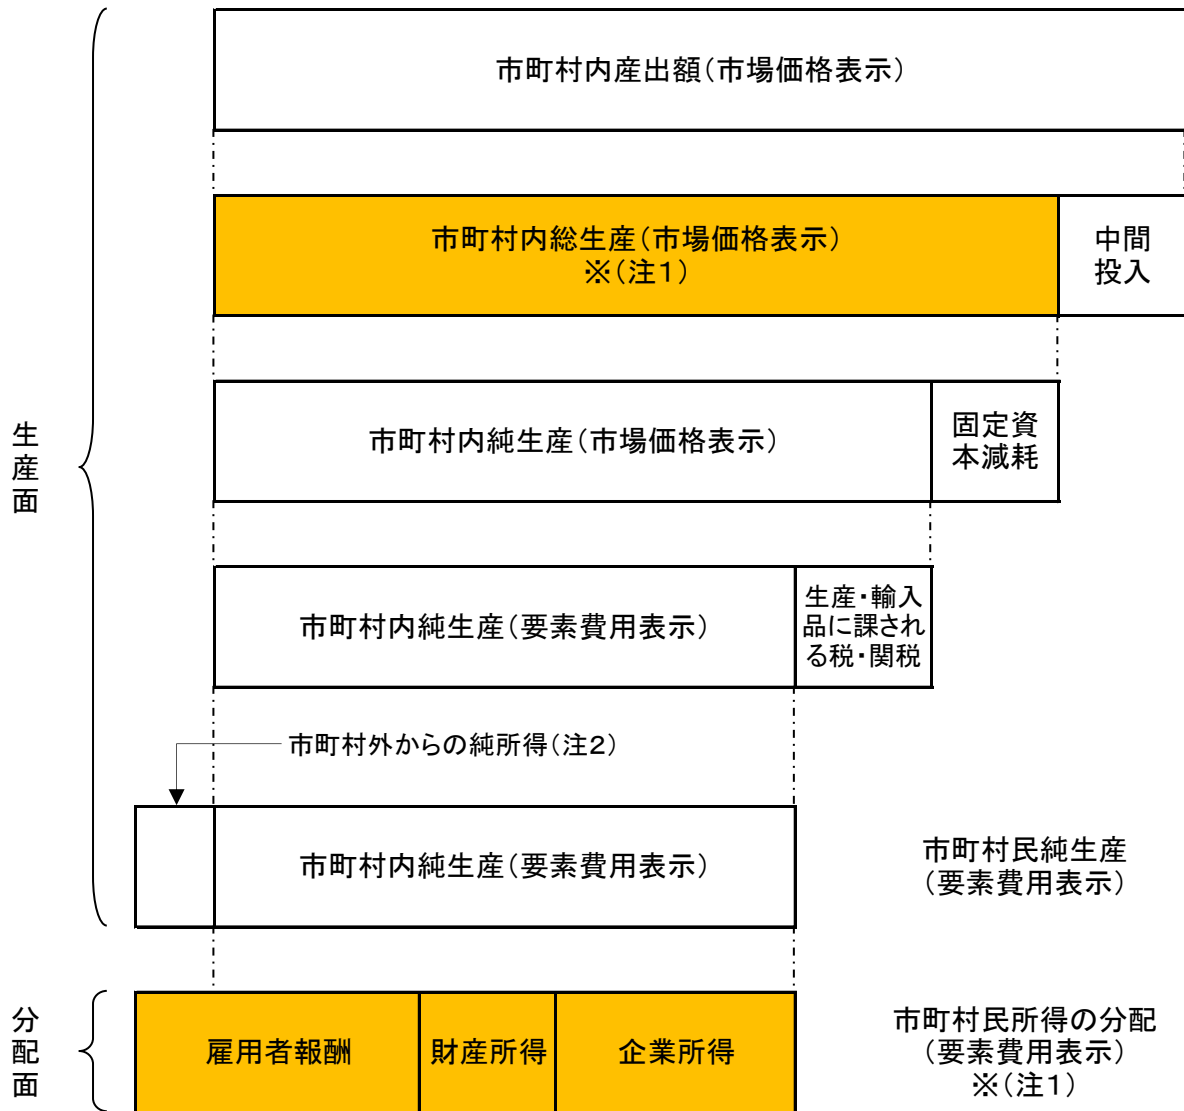 市町村内産出額(市場価格表示)
市町村内総生産(市場価格表示)
※(注1)
中間
投入
生産面
市町村内純生産(市場価格表示)
固定資
本減耗
市町村内純生産(要素費用表示)
生産・輸入
品に課され
る税・関税
市町村外からの純所得(注2)
市町村内純生産(要素費用表示)
市町村民純生産
(要素費用表示)
分配面
雇用者報酬
財産所得
企業所得
市町村民所得の分配
(要素費用表示)
※(注1)